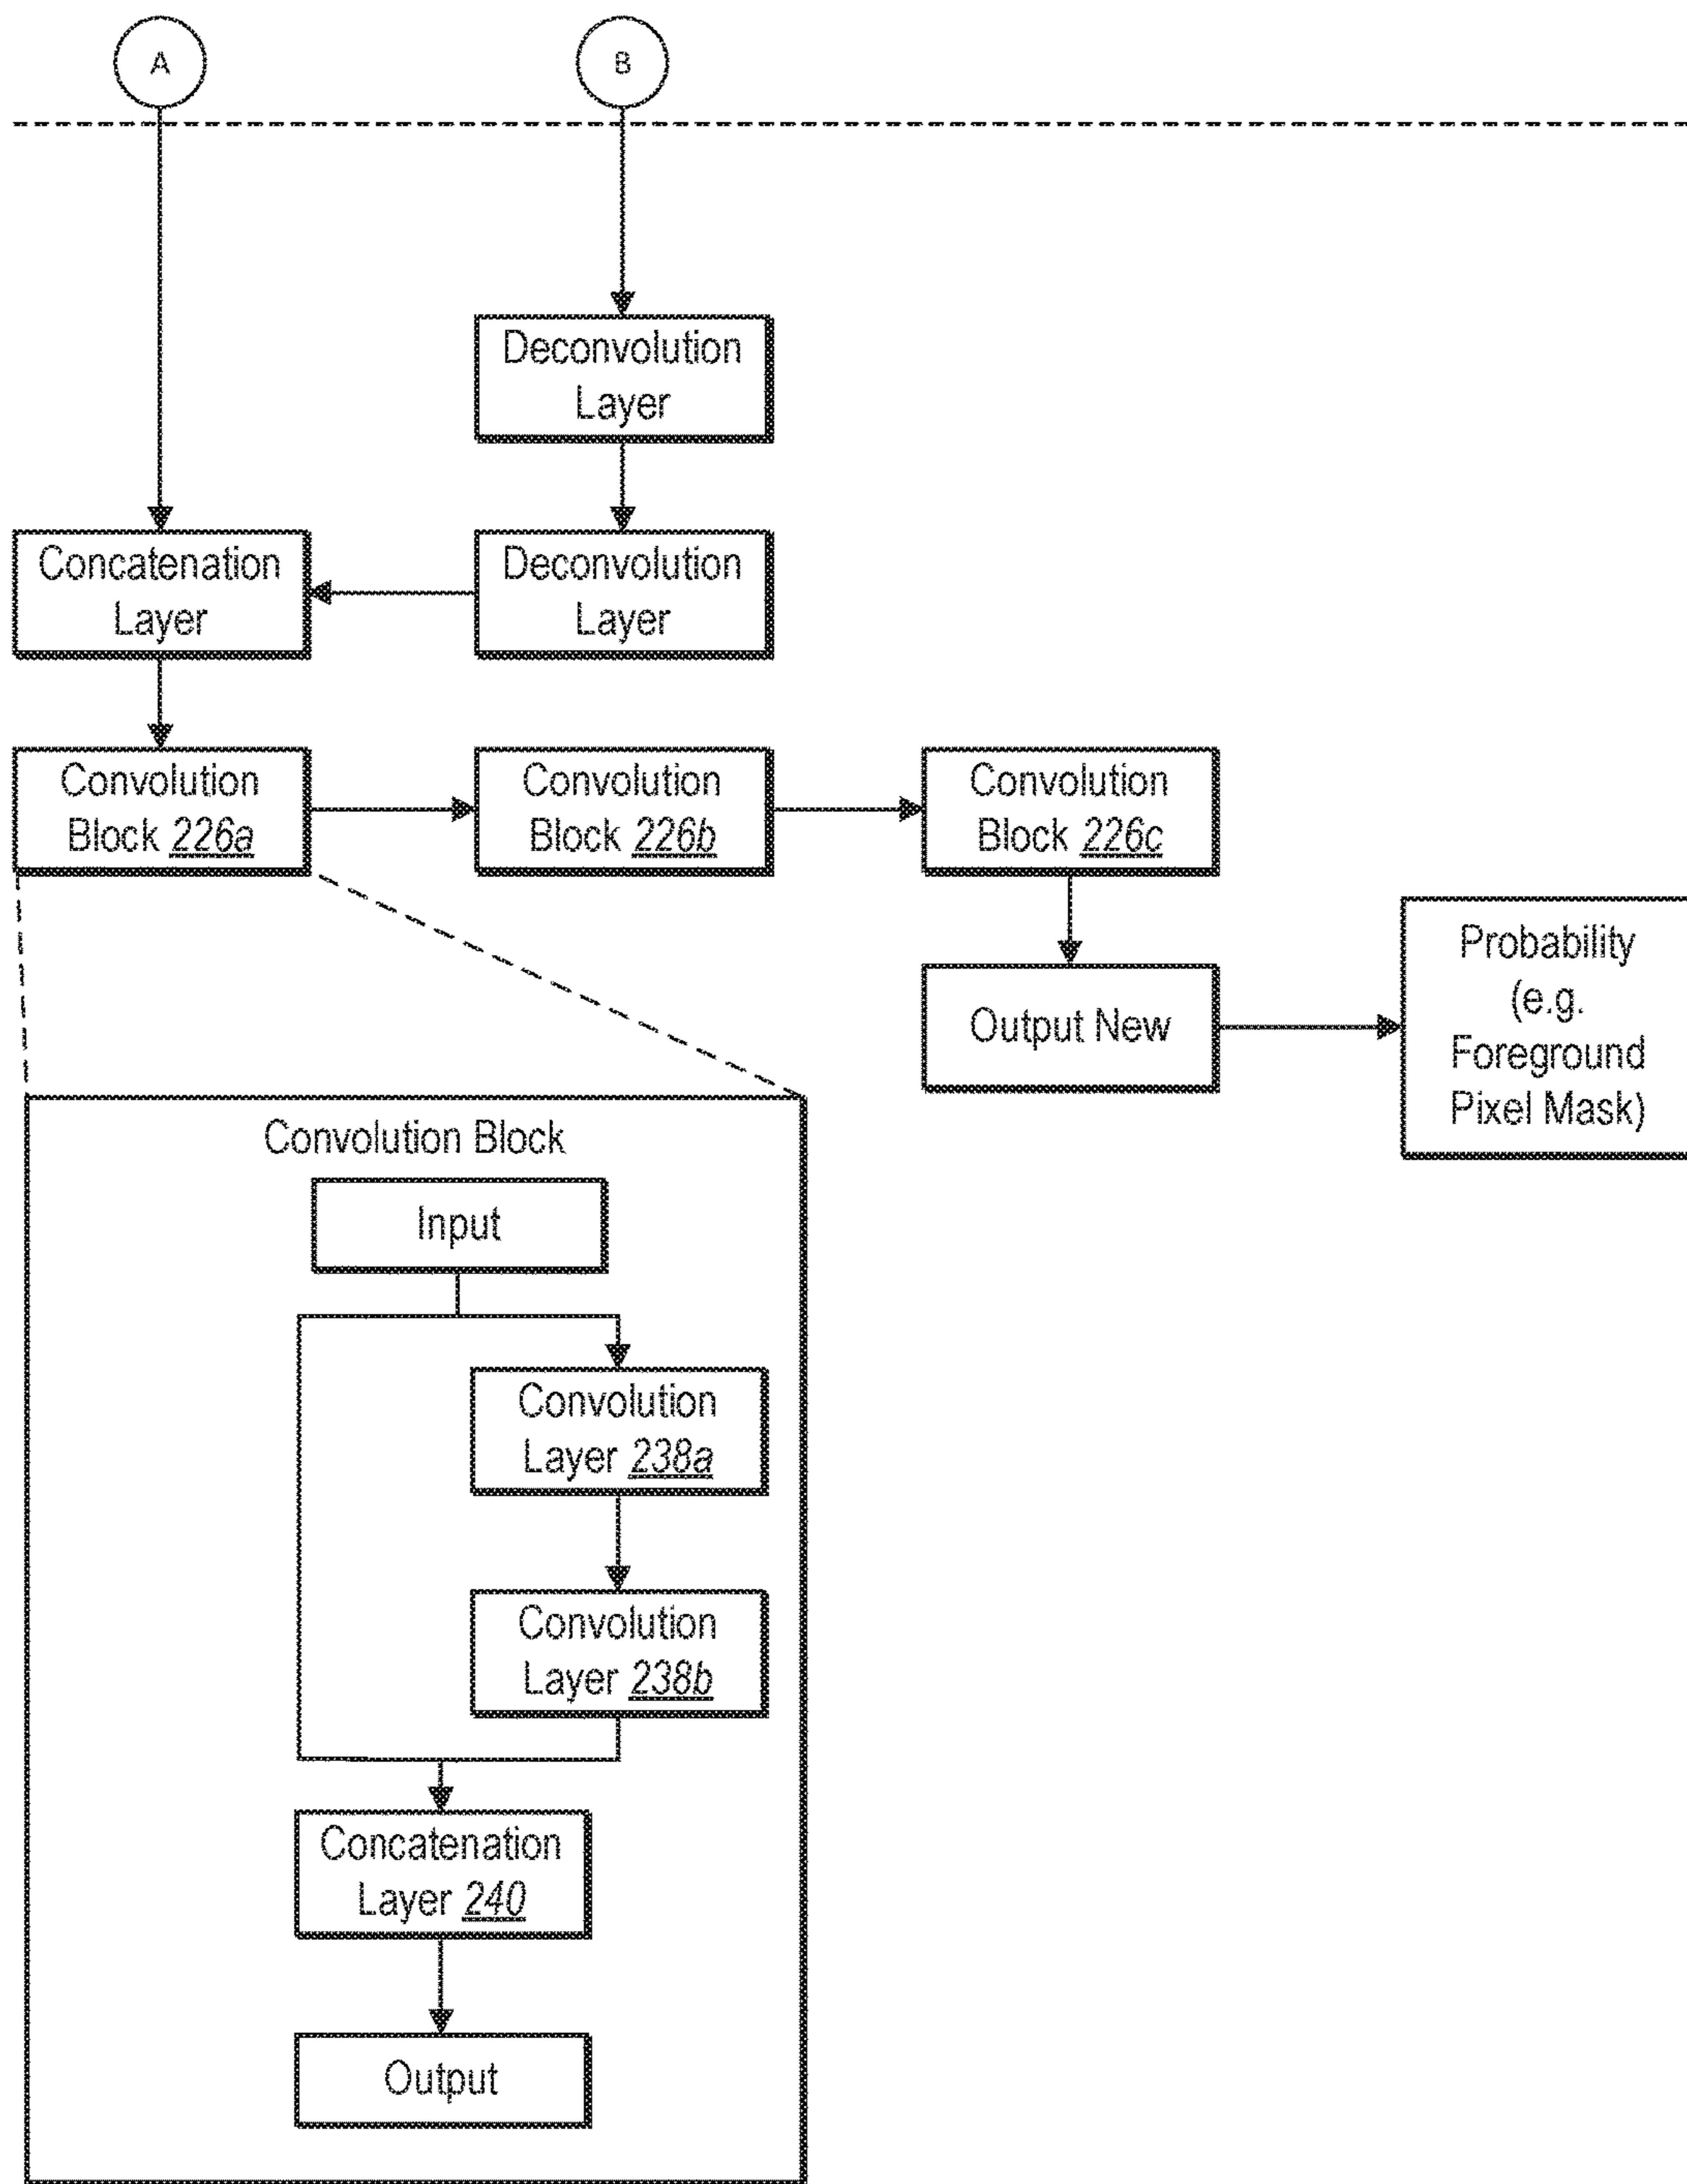 A
B
Deconvolution
Layer
Concatenation
Layer
Deconvolution
Layer
Convolution
Block 226a
Convolution
Block 226b
Convolution
Block 226c
Output New
Probability
(e.g.
Foreground
Pixel Mask)
Convolution Block
Input
Convolution
Layer 238a
Convolution
Layer 238b
Concatenation
Layer 240
Output